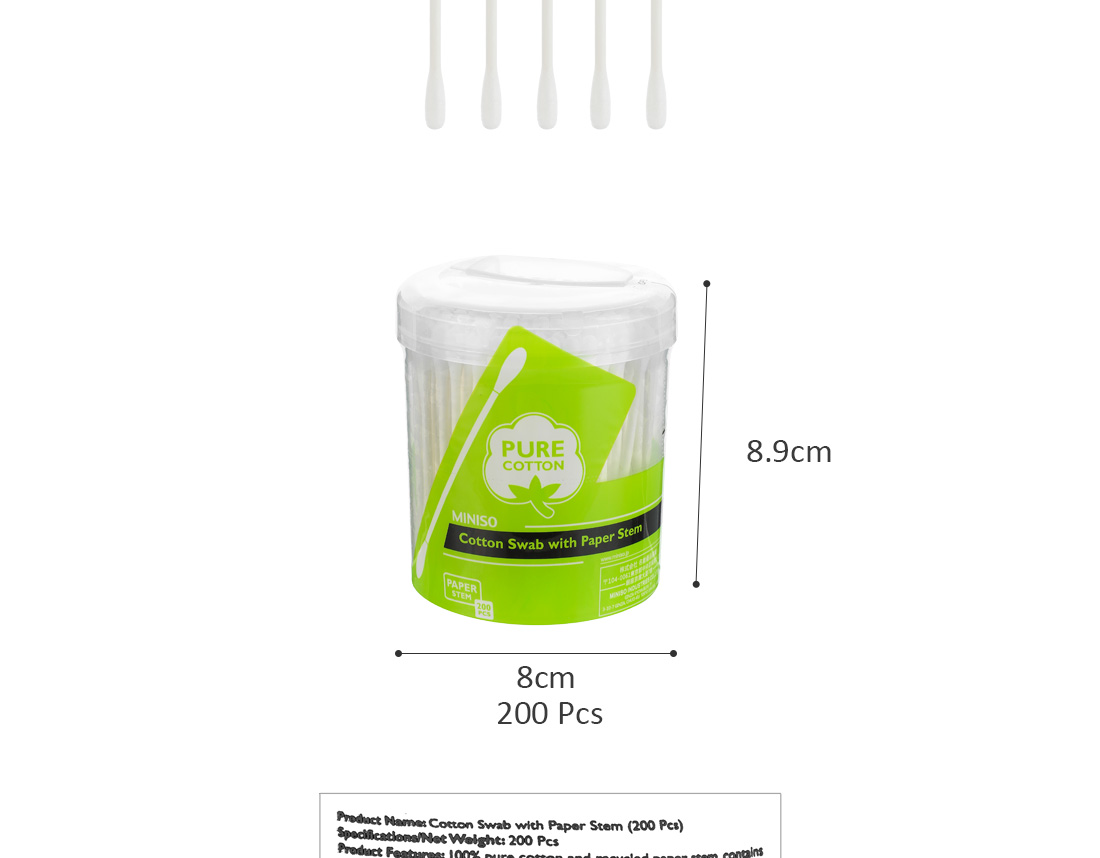 PURE
COTTON
MINISO
Cotton Swab with Paper Stem
PAPER
STEM
200
PCS
8.9cm
8cm
200 Pcs
Product Name: Cotton Swab with Paper Stem (200 Pcs)
Specifications/Net Weight: 200 Pcs
Product Features: 100% pure cotton and recycled paper stem, contains